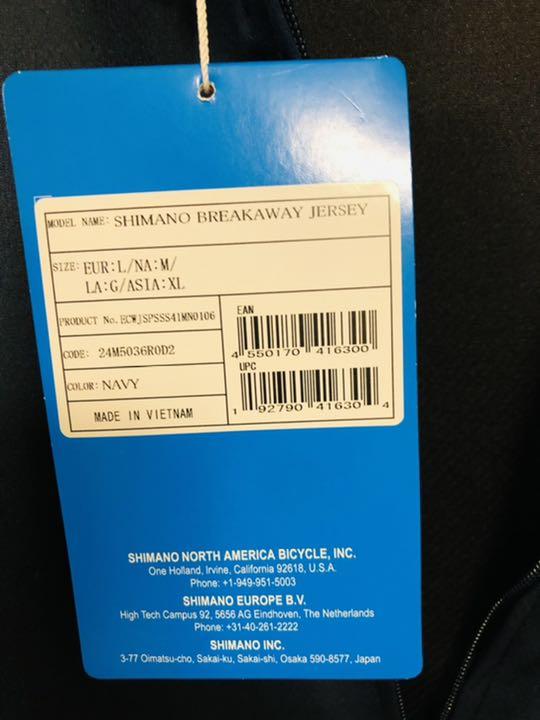 MODEL NAME: SHIMANO BREAKAWAY JERSEY
SIZE: EUR:L/NA:M/
LA:G/ASIA:XL
PRODUCT No. ECWJSPSSS41MN0106
CODE: 24M5036R0D2
COLOR: NAVY
MADE IN VIETNAM
EAN
4 550170 416300
UPC
1 92790 41630 4
SHIMANO NORTH AMERICA BICYCLE, INC.
One Holland, Irvine, California 92618, U.S.A.
Phone: +1-949-951-5003
SHIMANO EUROPE B.V.
High Tech Campus 92, 5656 AG Eindhoven, The Netherlands
Phone: +31-40-261-2222
SHIMANO INC.
3-77 Oimatsu-cho, Sakai-ku, Sakai-shi, Osaka 590-8577, Japan